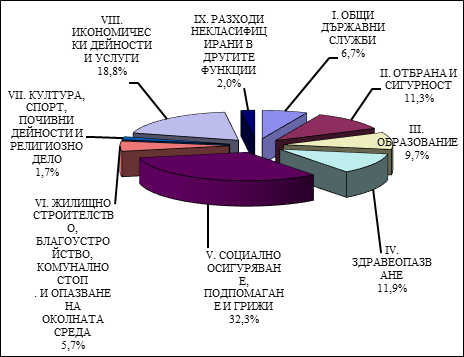 VIII.
ИКОНОМИЧЕС
КИ ДЕЙНОСТИ
И УСЛУГИ
18,8%
IX. РАЗХОДИ
НЕКЛАСИФИЦ
ИРАНИ В
ДРУГИТЕ
ФУНКЦИИ
2,0%
I. ОБЩИ
ДЪРЖАВНИ
СЛУЖБИ
6,7%
II. ОТБРАНА И
СИГУРНОСТ
11,3%
III.
ОБРАЗОВАНИЕ
9,7%
IV.
ЗДРАВЕОПАЗВ
АНЕ
11,9%
V. СОЦИАЛНО
ОСИГУРЯВАН
Е,
ПОДПОМАГАН
Е И ГРИЖИ
32,3%
VI. ЖИЛИЩНО
СТРОИТЕЛСТВ
О,
БЛАГОУСТРО
ЙСТВО,
КОМУНАЛНО
СТОП
. И ОПАЗВАНЕ
НА
ОКОЛНАТА
СРЕДА
5,7%
VII. КУЛТУРА,
СПОРТ,
ПОЧИВНИ
ДЕЙНОСТИ И
РЕЛИГИОЗНО
ДЕЛО
1,7%